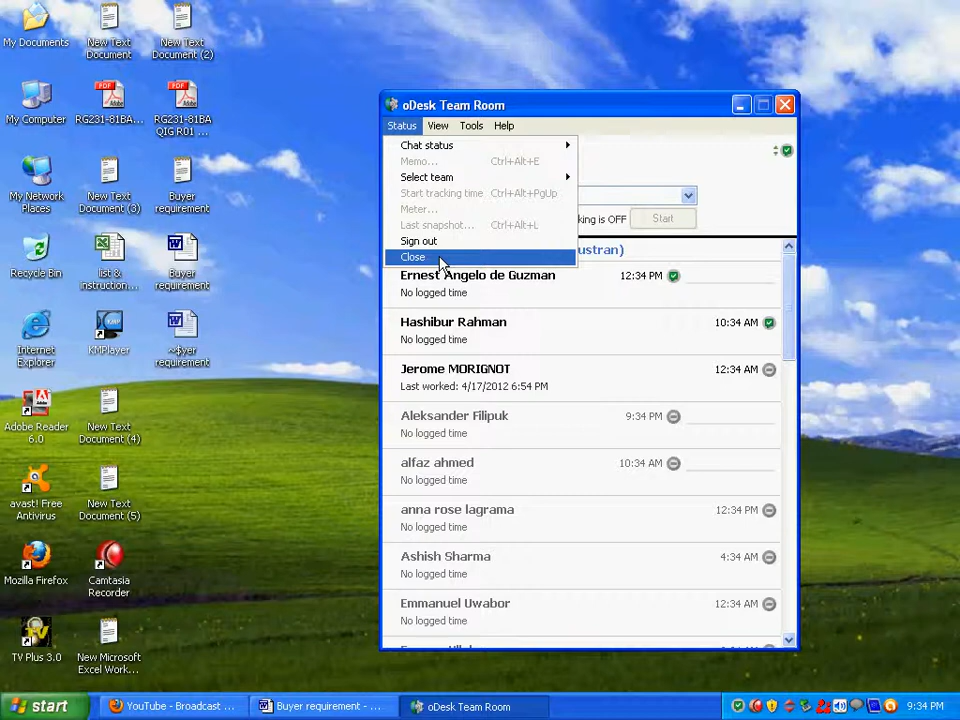 My Documents
New Text
Document
New Text
Document (2)
My Computer
RG231-81BA...
RG231-81BA
QIG R01 ...
My Network
Places
New Text
Document (3)
Buyer
requirement
Recycle Bin
list &
instruction...
Buyer
requirement
Internet
Explorer
KMPlayer
~$yer
requirement
Adobe Reader
6.0
New Text
Document (4)
avast! Free
Antivirus
New Text
Document (5)
Mozilla Firefox
Camtasia
Recorder
TV Plus 3.0
New Microsoft
Excel Work...
oDesk Team Room
Status View Tools Help
Chat status
Memo... Ctrl+Alt+E
Select team
Start tracking time Ctrl+Alt+PgUp
Meter...
Last snapshot... Ctrl+Alt+L
Sign out
Close
king is OFF Start
ustran)
Ernest Angelo de Guzman 12:34 PM
No logged time
Hashibur Rahman 10:34 AM
No logged time
Jerome MORIGNOT 12:34 AM
Last worked: 4/17/2012 6:54 PM
Aleksander Filipuk 9:34 PM
No logged time
alfaz ahmed 10:34 AM
No logged time
anna rose lagrama 12:34 PM
No logged time
Ashish Sharma 4:34 AM
No logged time
Emmanuel Uwabor 12:34 AM
No logged time
start
YouTube - Broadcast ...
Buyer requirement - ...
oDesk Team Room
9:34 PM